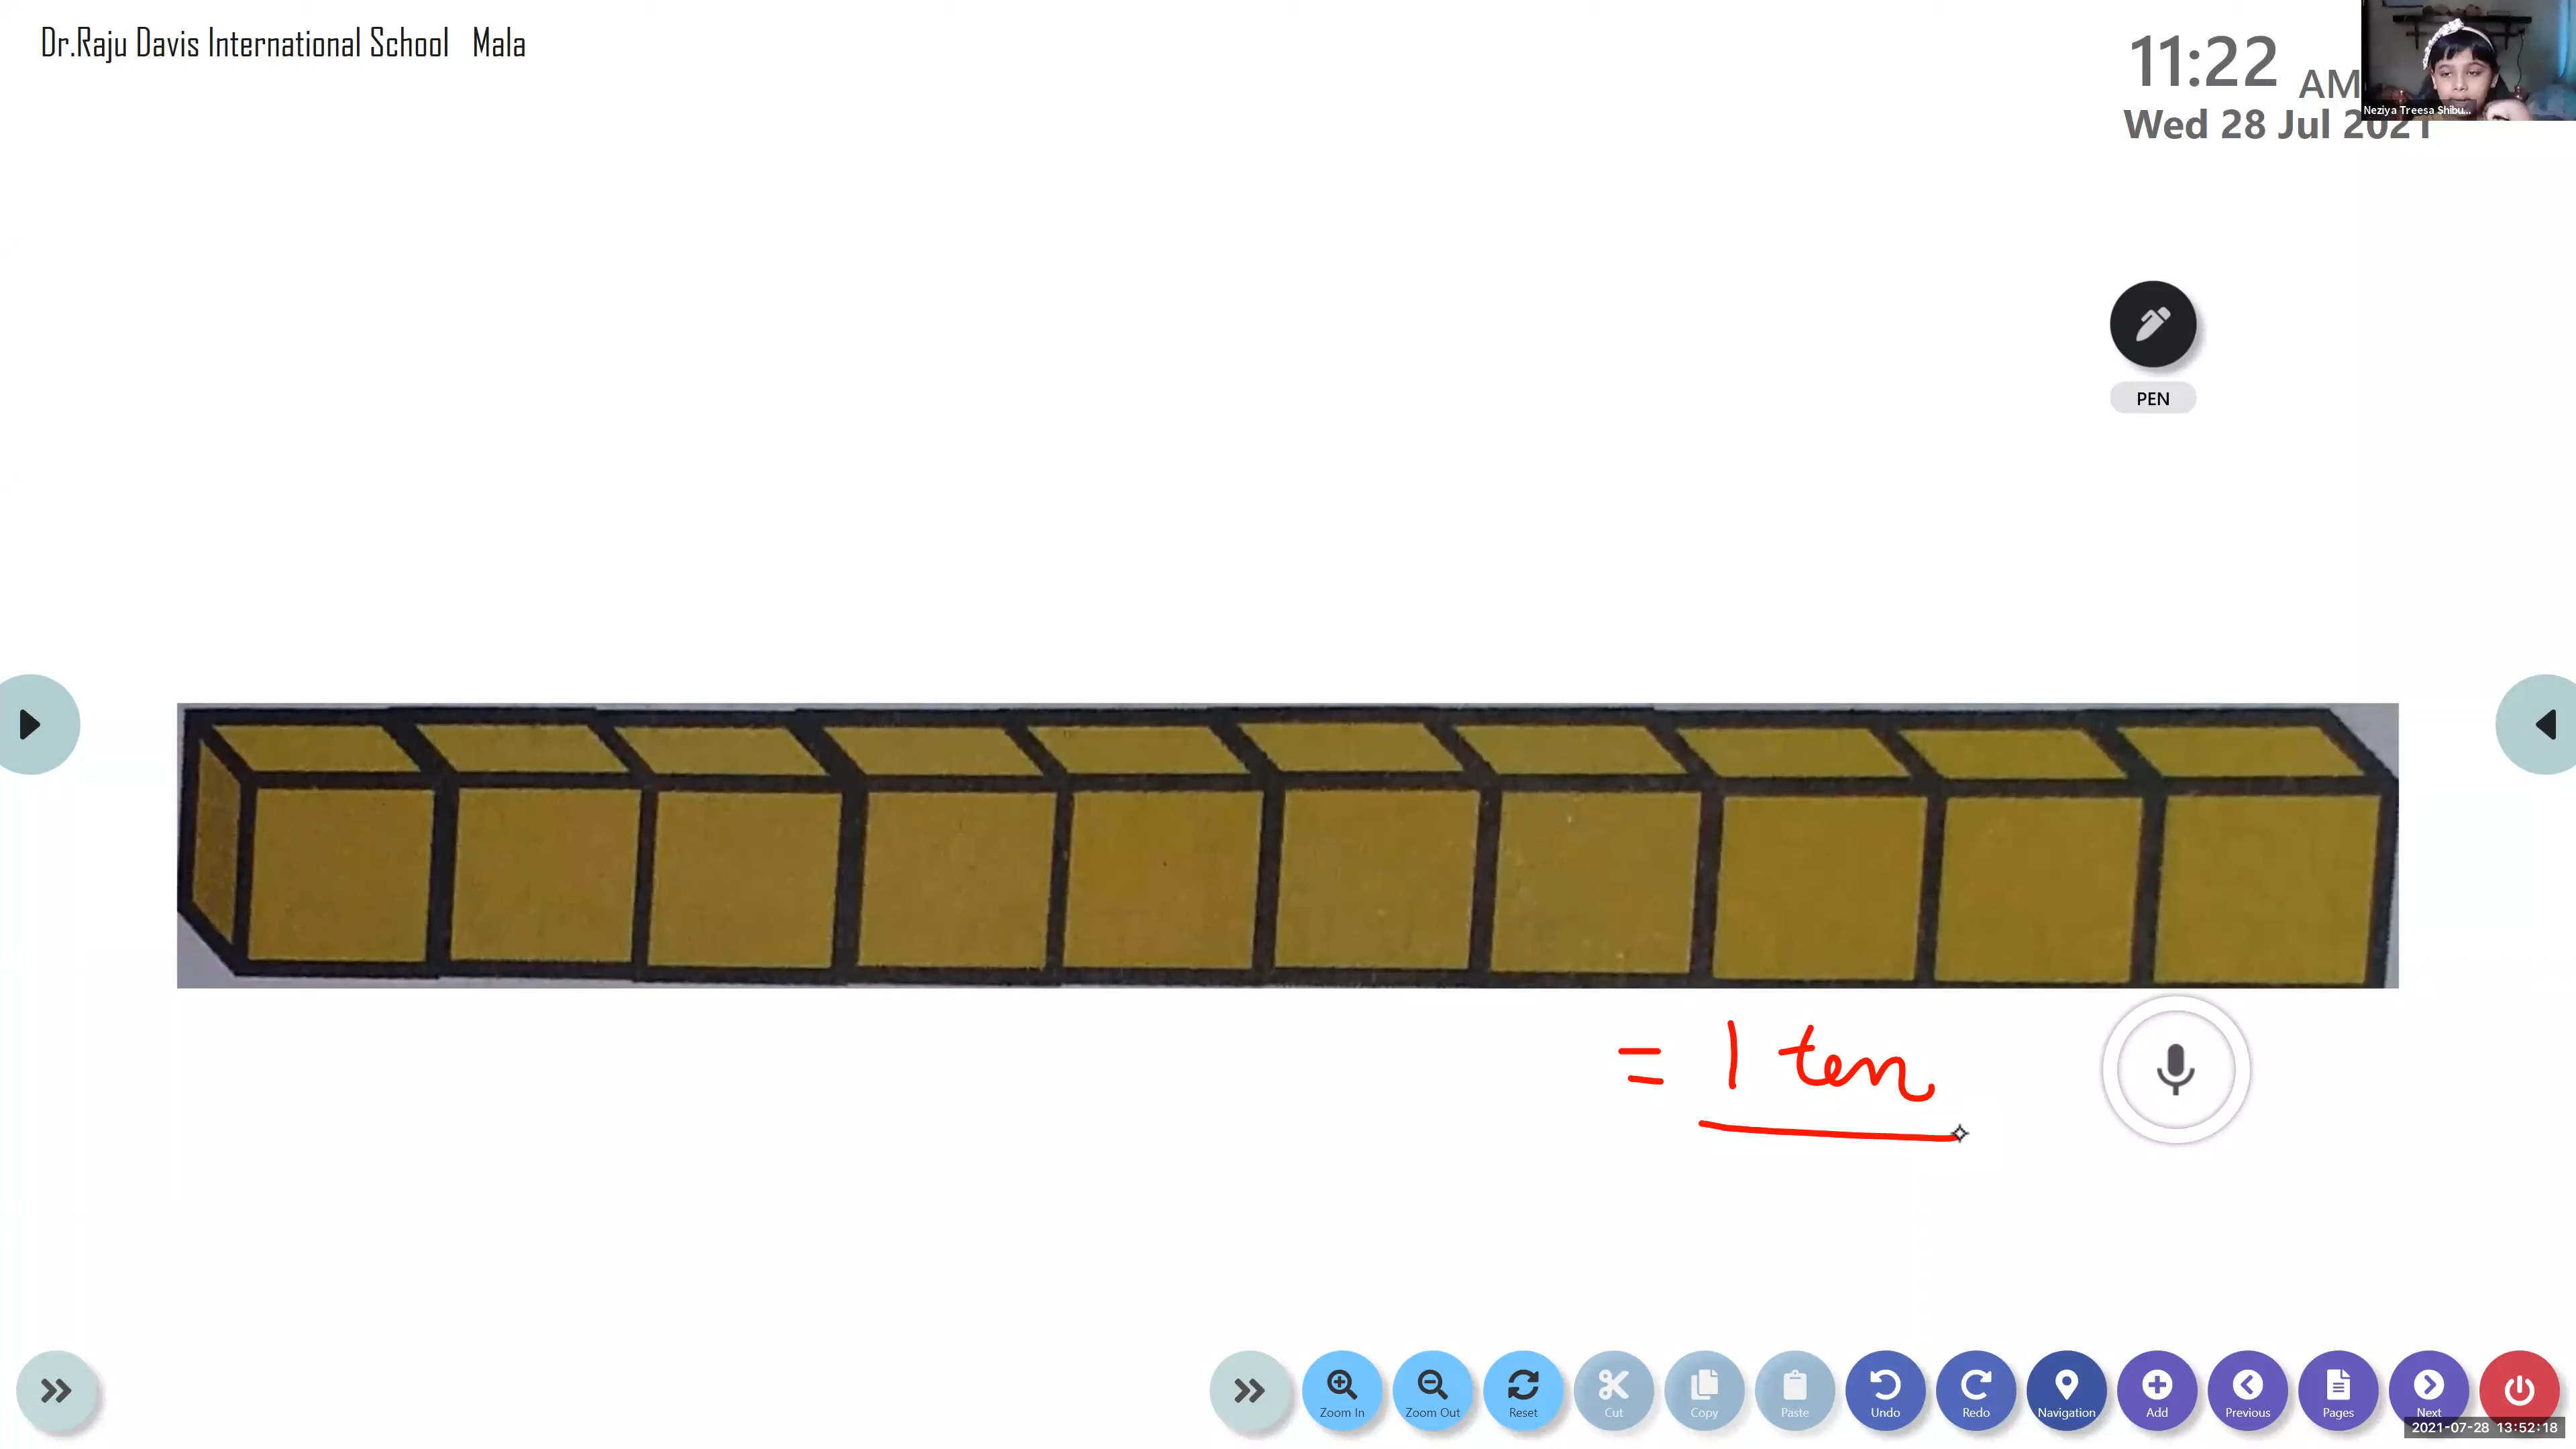 Dr.Raju Davis International School Mala
11:22 AM
Neziya Treesa Shibu...
Wed 28 Jul 2021
PEN
= 1 ten
Zoom In
Zoom Out
Reset
Cut
Copy
Paste
Undo
Redo
Navigation
Add
Previous
Pages
Next
2021-07-28 13:52:18